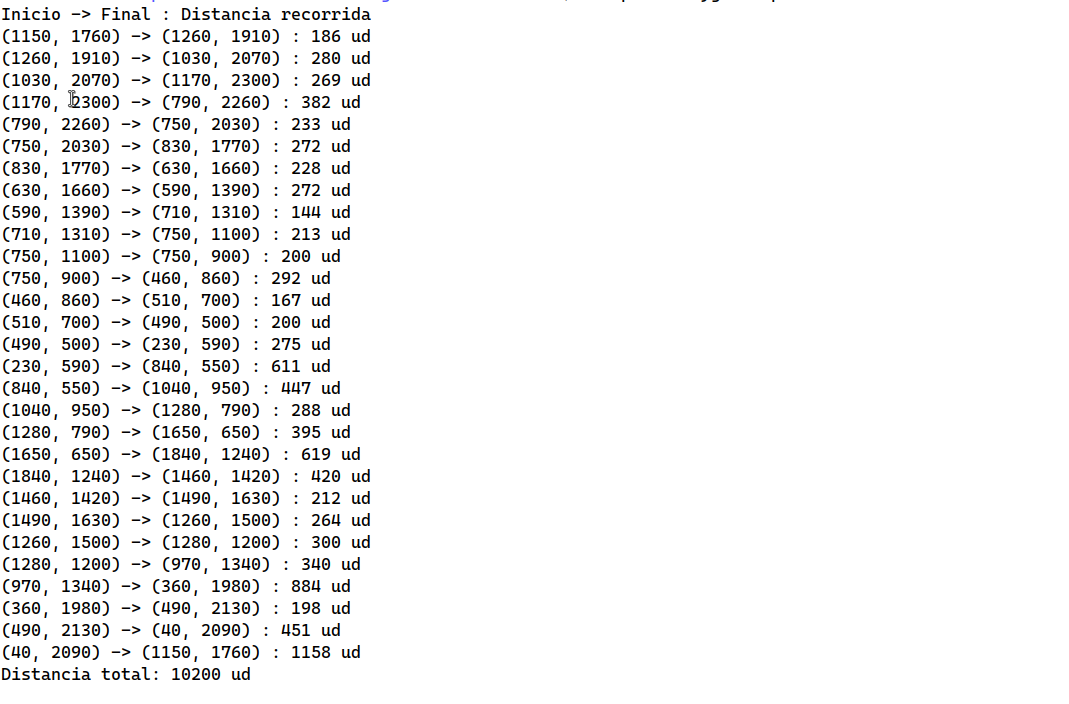 Inicio -> Final : Distancia recorrida
(1150, 1760) -> (1260, 1910) : 186 ud
(1260, 1910) -> (1030, 2070) : 280 ud
(1030, 2070) -> (1170, 2300) : 269 ud
(1170, 2300) -> (790, 2260) : 382 ud
(790, 2260) -> (750, 2030) : 233 ud
(750, 2030) -> (830, 1770) : 272 ud
(830, 1770) -> (630, 1660) : 228 ud
(630, 1660) -> (590, 1390) : 272 ud
(590, 1390) -> (710, 1310) : 144 ud
(710, 1310) -> (750, 1100) : 213 ud
(750, 1100) -> (750, 900) : 200 ud
(750, 900) -> (460, 860) : 292 ud
(460, 860) -> (510, 700) : 167 ud
(510, 700) -> (490, 500) : 200 ud
(490, 500) -> (230, 590) : 275 ud
(230, 590) -> (840, 550) : 611 ud
(840, 550) -> (1040, 950) : 447 ud
(1040, 950) -> (1280, 790) : 288 ud
(1280, 790) -> (1650, 650) : 395 ud
(1650, 650) -> (1840, 1240) : 619 ud
(1840, 1240) -> (1460, 1420) : 420 ud
(1460, 1420) -> (1490, 1630) : 212 ud
(1490, 1630) -> (1260, 1500) : 264 ud
(1260, 1500) -> (1280, 1200) : 300 ud
(1280, 1200) -> (970, 1340) : 340 ud
(970, 1340) -> (360, 1980) : 884 ud
(360, 1980) -> (490, 2130) : 198 ud
(490, 2130) -> (40, 2090) : 451 ud
(40, 2090) -> (1150, 1760) : 1158 ud
Distancia total: 10200 ud